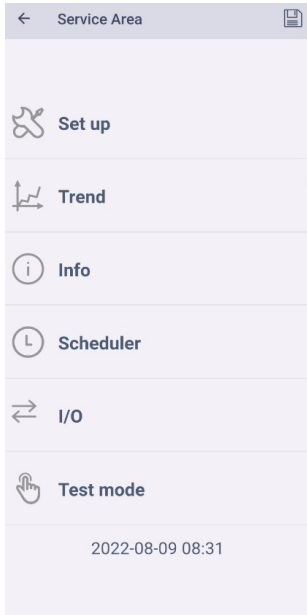 Service Area
Set up
Trend
Info
Scheduler
I/O
Test mode
2022-08-09 08:31